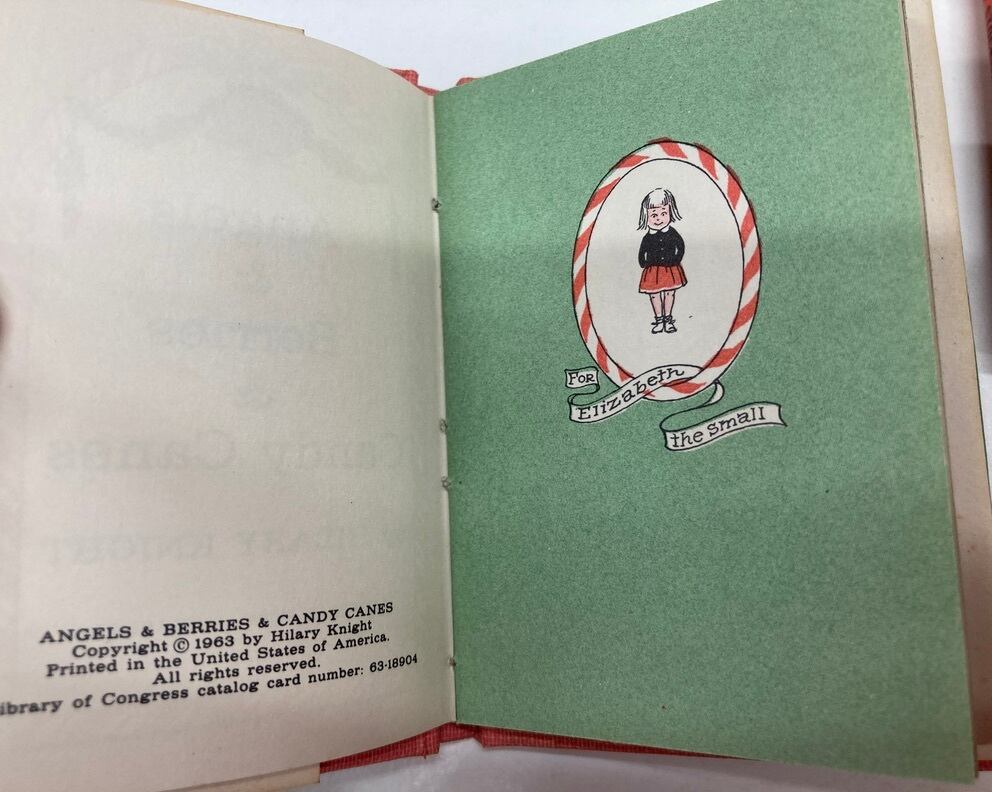 ANGELS & BERRIES & CANDY CANES
Copyright © 1963 by Hilary Knight
Printed in the United States of America.
All rights reserved.
ibrary of Congress catalog card number: 63-18904
FOR
Elizabeth
the small